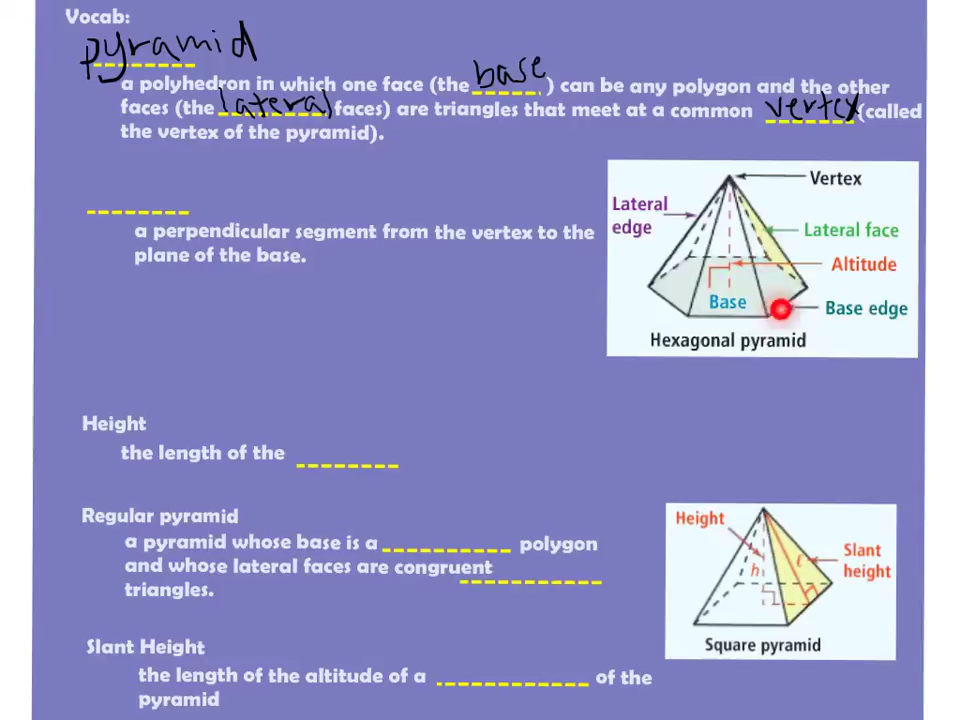 Vocab:
pyramid
a polyhedron in which one face (the base ) can be any polygon and the other
faces (the lateral faces) are triangles that meet at a common vertex (called
the vertex of the pyramid).
Vertex
Lateral
edge
Lateral face
a perpendicular segment from the vertex to the
plane of the base.
Altitude
Base
Base edge
Hexagonal pyramid
Height
the length of the
Regular pyramid
a pyramid whose base is a polygon
and whose lateral faces are congruent
triangles.
Height
Slant
height
h
ℓ
Square pyramid
Slant Height
the length of the altitude of a of the
pyramid